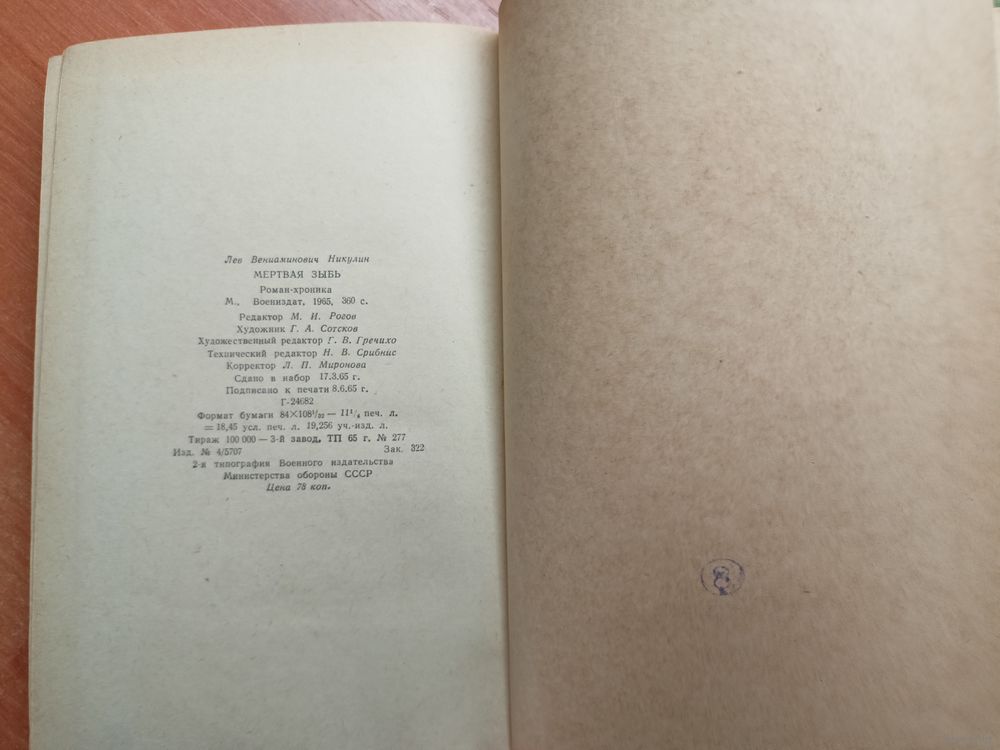 Лев Вениаминович Никулин
МЕРТВАЯ ЗЫБЬ
Роман-хроника
М., Воениздат, 1965, 360 с.
Редактор М. И. Рогов
Художник Г. А. Сотсков
Художественный редактор Г. В. Гречихо
Технический редактор Н. В. Срибнис
Корректор Л. П. Миронова
Сдано в набор 17.3.65 г.
Подписано к печати 8.6.65 г.
Г-24682
Формат бумаги 84×108¹/₃₂ — 11¹/₄ печ. л.
= 18,45 усл. печ. л. 19,256 уч.-изд. л.
Тираж 100 000 — 3-й завод, ТП 65 г. № 277
Изд. № 4/5707 Зак. 322
2-я типография Военного издательства
Министерства обороны СССР
Цена 78 коп.
8